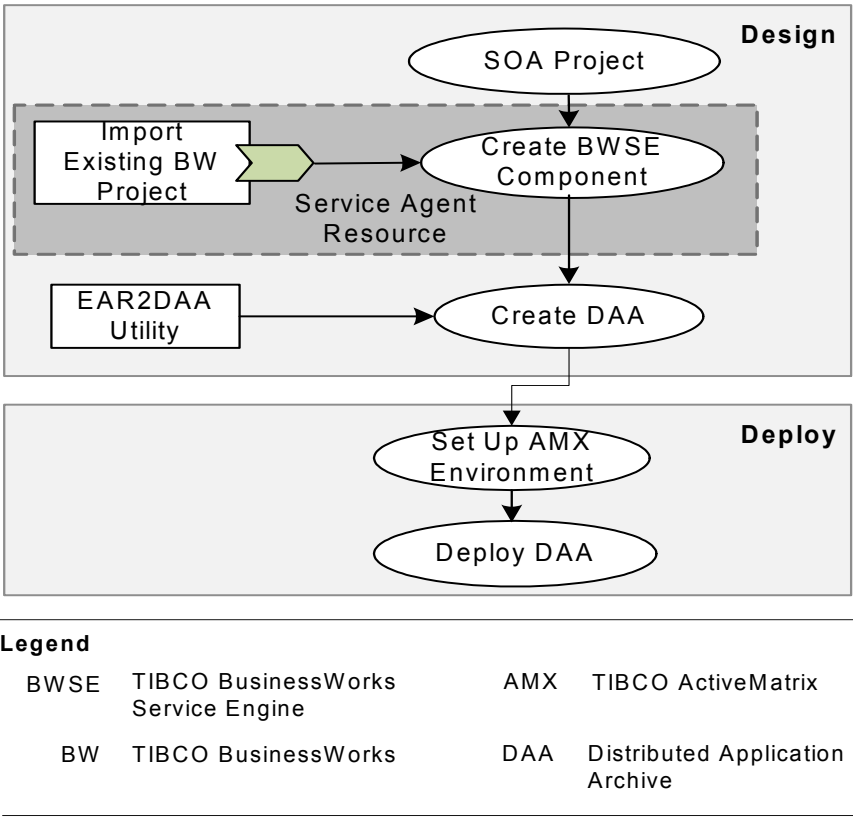 Design
SOA Project
Import
Existing BW
Project
Create BWSE
Component
Service Agent
Resource
EAR2DAA
Utility
Create DAA
Deploy
Set Up AMX
Environment
Deploy DAA
Legend
BWSE TIBCO BusinessWorks
Service Engine
AMX TIBCO ActiveMatrix
BW TIBCO BusinessWorks
DAA Distributed Application
Archive